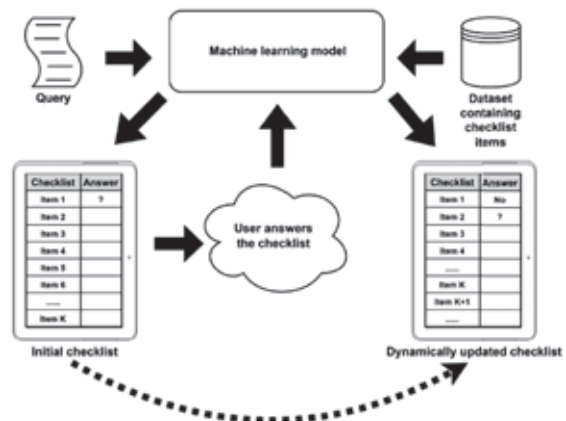 Machine learning model
Query
Dataset
containing
checklist
items
Checklist Answer
Item 1 ?
Item 2
Item 3
Item 4
Item 5
Item 6
......
Item K
Initial checklist
User answers
the checklist
Checklist Answer
Item 1 No
Item 2 ?
Item 3
Item 4
......
Item K
Item K+1
......
Dynamically updated checklist